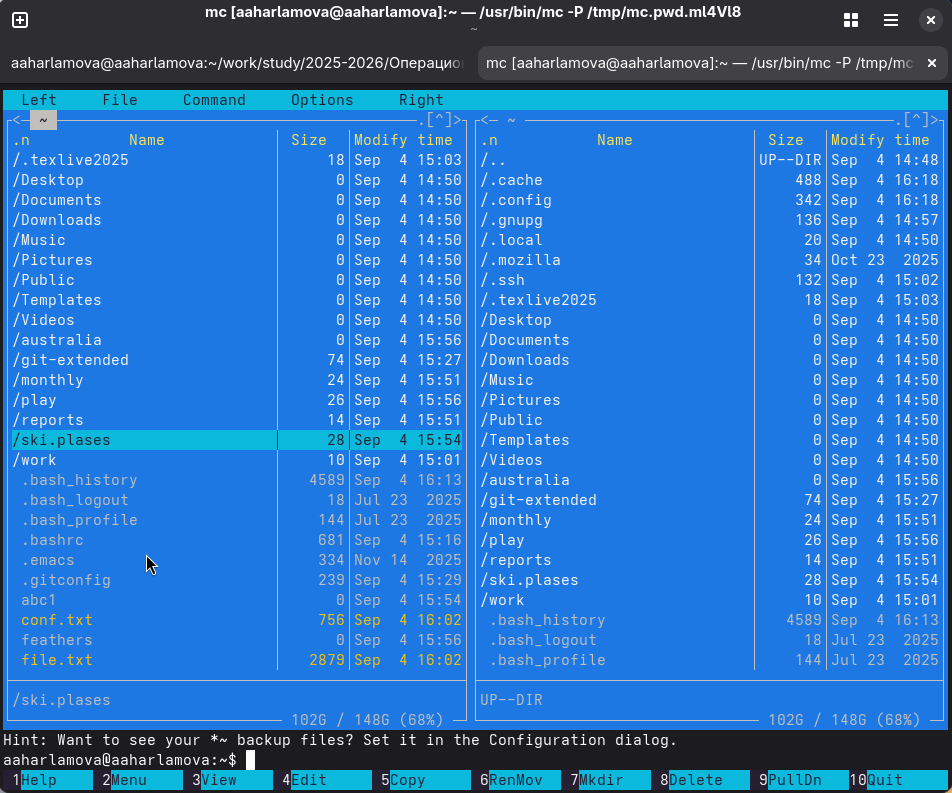 mc [aaharlamova@aaharlamova]:~ — /usr/bin/mc -P /tmp/mc.pwd.ml4Vl8
~
aaharlamova@aaharlamova:~/work/study/2025-2026/Операцио
mc [aaharlamova@aaharlamova]:~ — /usr/bin/mc -P /tmp/mc
Left File Command Options Right
<─ ~ .[^]> <─ ~ .[^]>
.n Name Size Modify time .n Name Size Modify time
/.texlive2025 18 Sep 4 15:03 /.. UP--DIR Sep 4 14:48
/Desktop 0 Sep 4 14:50 /.cache 488 Sep 4 16:18
/Documents 0 Sep 4 14:50 /.config 342 Sep 4 16:18
/Downloads 0 Sep 4 14:50 /.gnupg 136 Sep 4 14:57
/Music 0 Sep 4 14:50 /.local 20 Sep 4 14:50
/Pictures 0 Sep 4 14:50 /.mozilla 34 Oct 23 2025
/Public 0 Sep 4 14:50 /.ssh 132 Sep 4 15:02
/Templates 0 Sep 4 14:50 /.texlive2025 18 Sep 4 15:03
/Videos 0 Sep 4 14:50 /Desktop 0 Sep 4 14:50
/australia 0 Sep 4 15:56 /Documents 0 Sep 4 14:50
/git-extended 74 Sep 4 15:27 /Downloads 0 Sep 4 14:50
/monthly 24 Sep 4 15:51 /Music 0 Sep 4 14:50
/play 26 Sep 4 15:56 /Pictures 0 Sep 4 14:50
/reports 14 Sep 4 15:51 /Public 0 Sep 4 14:50
/ski.plases 28 Sep 4 15:54 /Templates 0 Sep 4 14:50
/work 10 Sep 4 15:01 /Videos 0 Sep 4 14:50
.bash_history 4589 Sep 4 16:13 /australia 0 Sep 4 15:56
.bash_logout 18 Jul 23 2025 /git-extended 74 Sep 4 15:27
.bash_profile 144 Jul 23 2025 /monthly 24 Sep 4 15:51
.bashrc 681 Sep 4 15:16 /play 26 Sep 4 15:56
.emacs 334 Nov 14 2025 /reports 14 Sep 4 15:51
.gitconfig 239 Sep 4 15:29 /ski.plases 28 Sep 4 15:54
abc1 0 Sep 4 15:54 /work 10 Sep 4 15:01
conf.txt 756 Sep 4 16:02 .bash_history 4589 Sep 4 16:13
feathers 0 Sep 4 15:56 .bash_logout 18 Jul 23 2025
file.txt 2879 Sep 4 16:02 .bash_profile 144 Jul 23 2025
/ski.plases UP--DIR
102G / 148G (68%) 102G / 148G (68%)
Hint: Want to see your *~ backup files? Set it in the Configuration dialog.
aaharlamova@aaharlamova:~$
1Help 2Menu 3View 4Edit 5Copy 6RenMov 7Mkdir 8Delete 9PullDn 10Quit